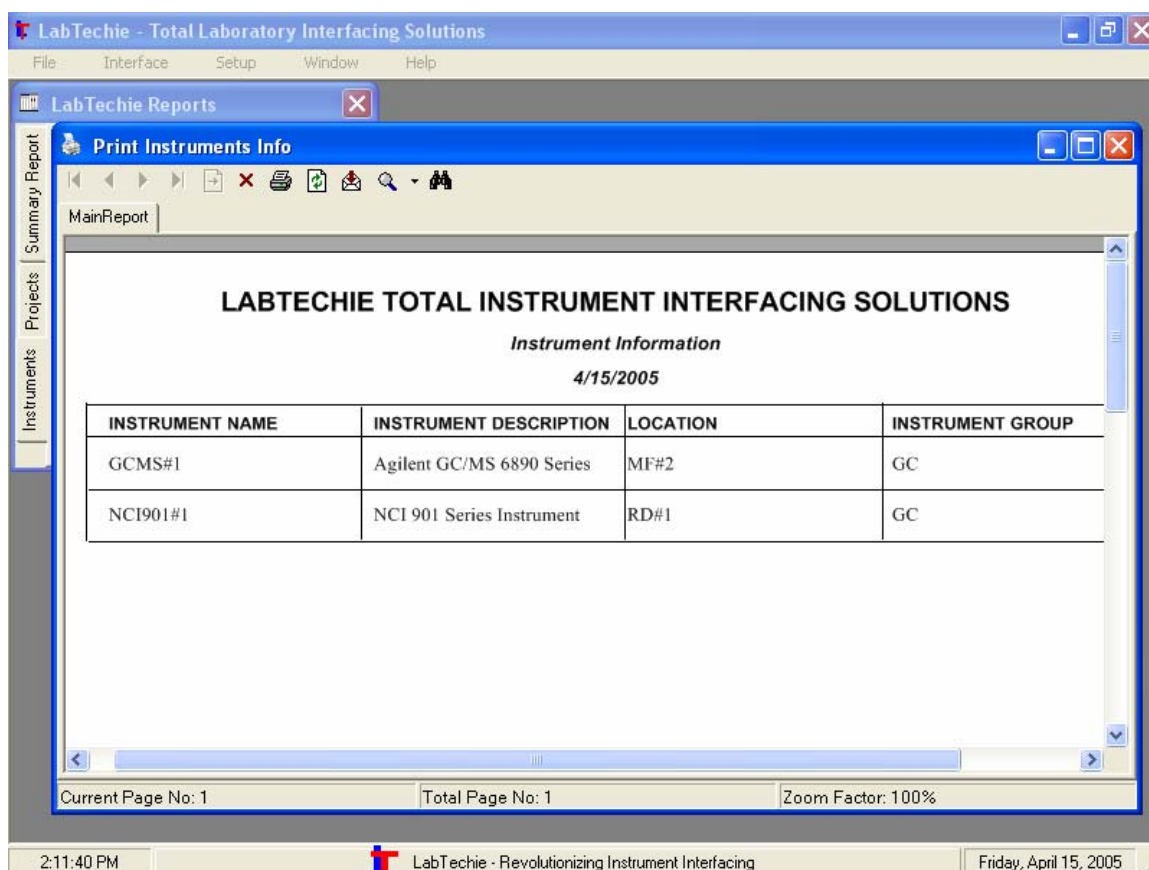 LabTechie - Total Laboratory Interfacing Solutions
File Interface Setup Window Help
LabTechie Reports
Summary Report
Projects
Instruments
Print Instruments Info
MainReport
LABTECHIE TOTAL INSTRUMENT INTERFACING SOLUTIONS
Instrument Information
4/15/2005
INSTRUMENT NAME INSTRUMENT DESCRIPTION LOCATION INSTRUMENT GROUP
GCMS#1 Agilent GC/MS 6890 Series MF#2 GC
NCI901#1 NCI 901 Series Instrument RD#1 GC
Current Page No: 1 Total Page No: 1 Zoom Factor: 100%
2:11:40 PM LabTechie - Revolutionizing Instrument Interfacing Friday, April 15, 2005